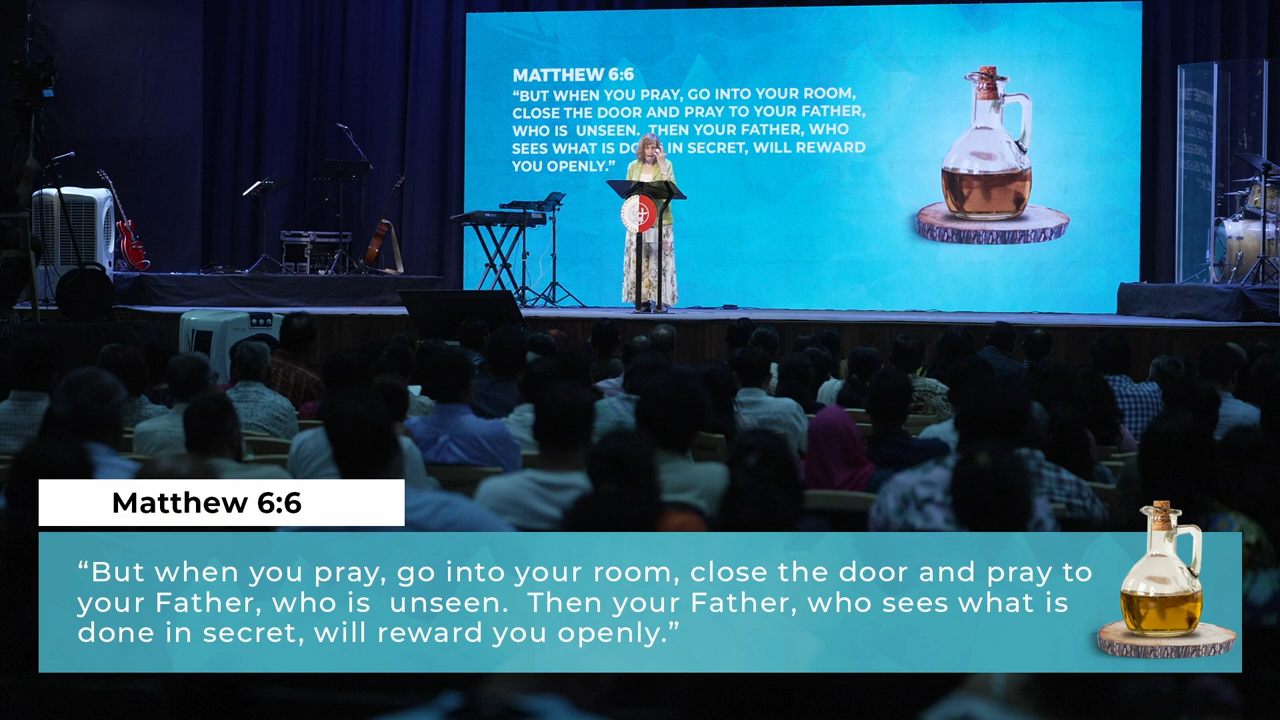 MATTHEW 6:6
“BUT WHEN YOU PRAY, GO INTO YOUR ROOM,
CLOSE THE DOOR AND PRAY TO YOUR FATHER,
WHO IS  UNSEEN.  THEN YOUR FATHER, WHO
SEES WHAT IS IN SECRET, WILL REWARD
YOU OPENLY.”
Matthew 6:6
“But when you pray, go into your room, close the door and pray to
your Father, who is  unseen.  Then your Father, who sees what is
done in secret, will reward you openly.”